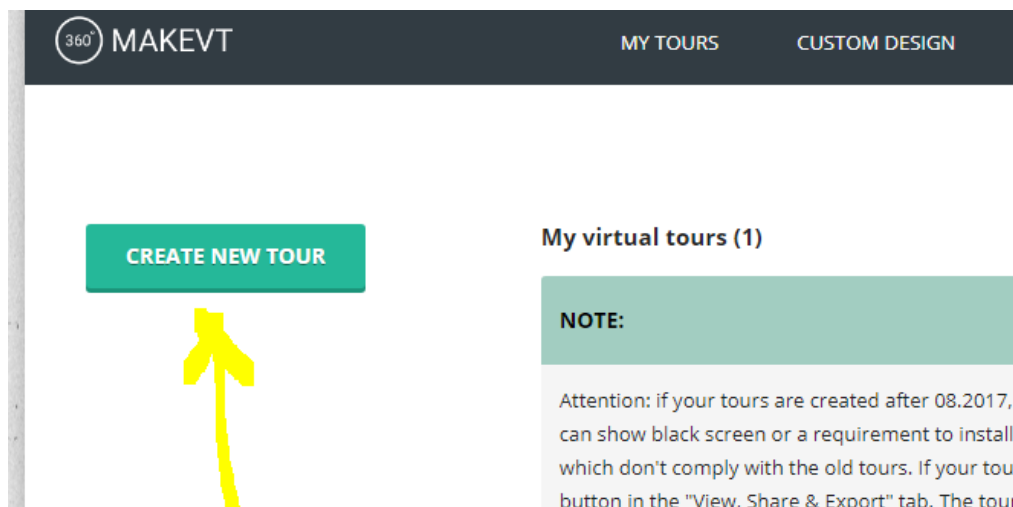 360° MAKEVT
MY TOURS
CUSTOM DESIGN
CREATE NEW TOUR
My virtual tours (1)
NOTE:
Attention: if your tours are created after 08.2017,
can show black screen or a requirement to install
which don't comply with the old tours. If your tou
button in the "View, Share & Export" tab. The tour